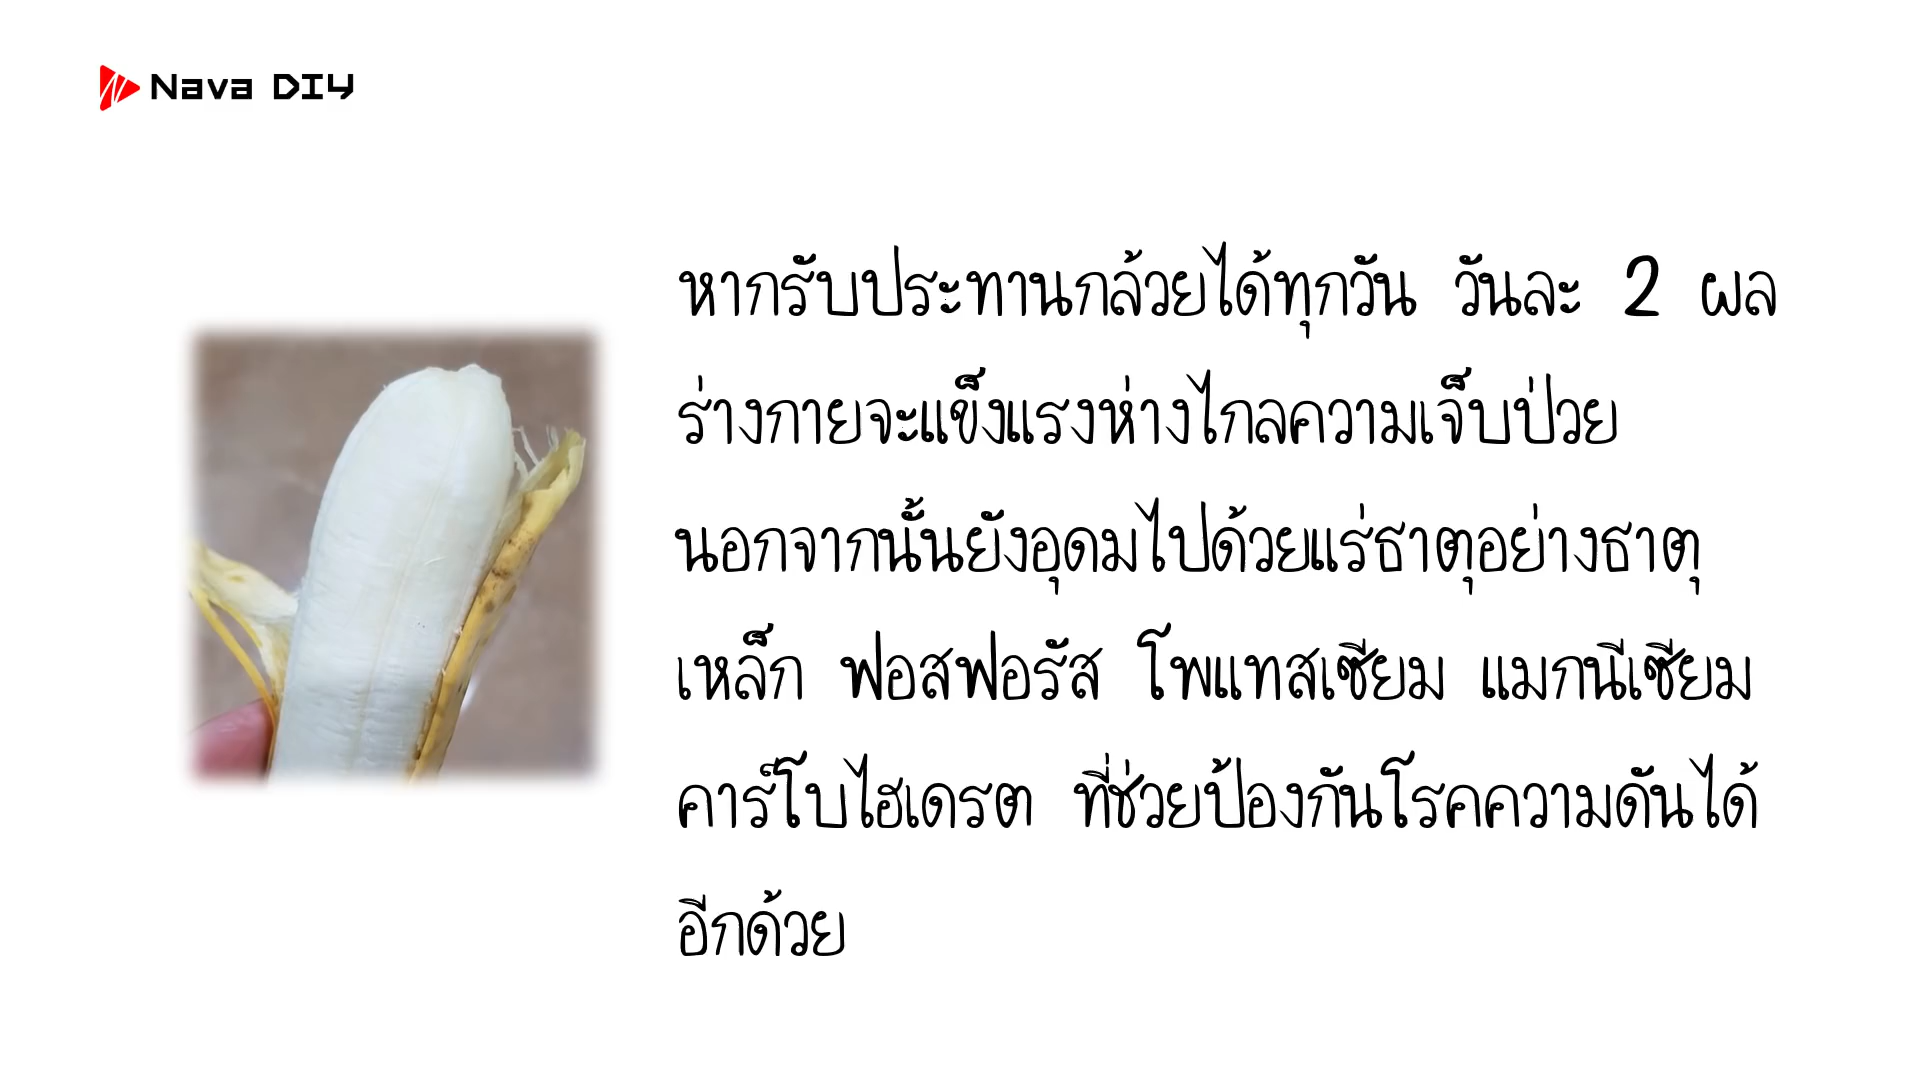 Nava DIY
หากรับประทานกล้วยได้ทุกวัน วันละ 2 ผล
ร่างกายจะแข็งแรงห่างไกลความเจ็บป่วย
นอกจากนั้นยังอุดมไปด้วยแร่ธาตุอย่างธาตุ
เหล็ก ฟอสฟอรัส โพแทสเซียม แมกนีเซียม
คาร์โบไฮเดรต ที่ช่วยป้องกันโรคความดันได้
อีกด้วย